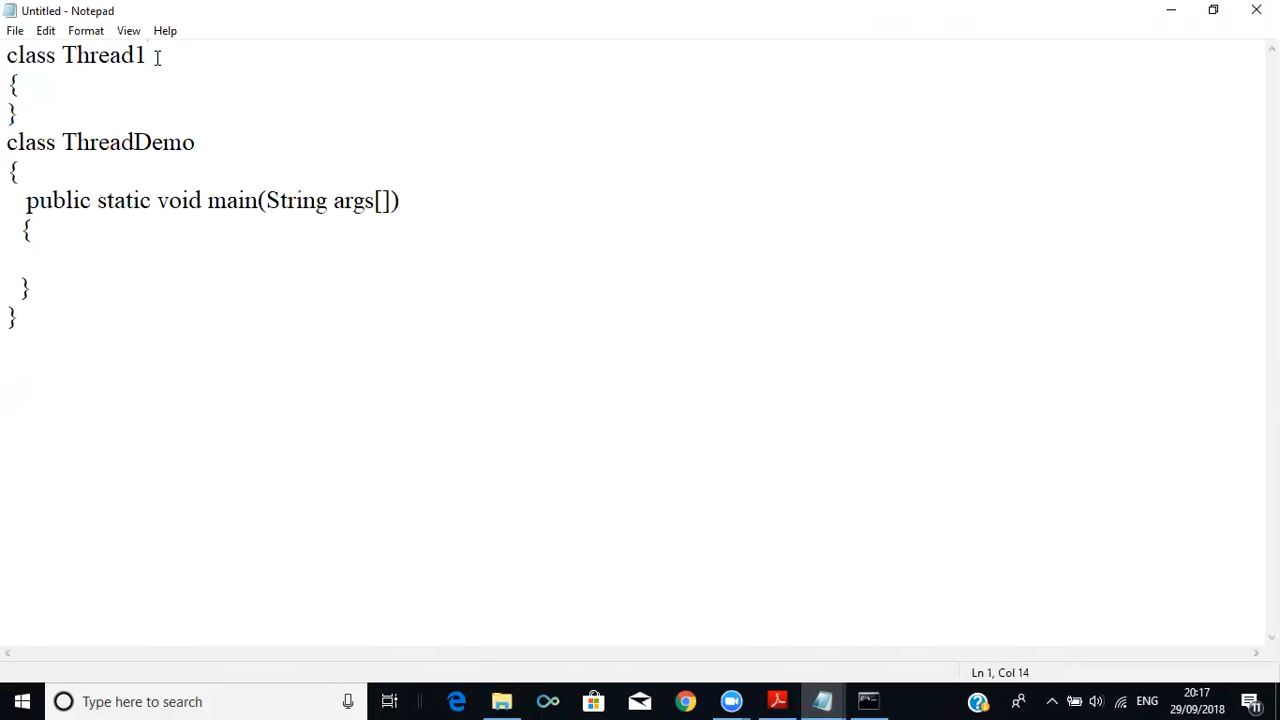 Untitled - Notepad
File Edit Format View Help
class Thread1
{
}
class ThreadDemo
{
public static void main(String args[])
{
}
}
Ln 1, Col 14
Type here to search
ENG
20:17
29/09/2018
11